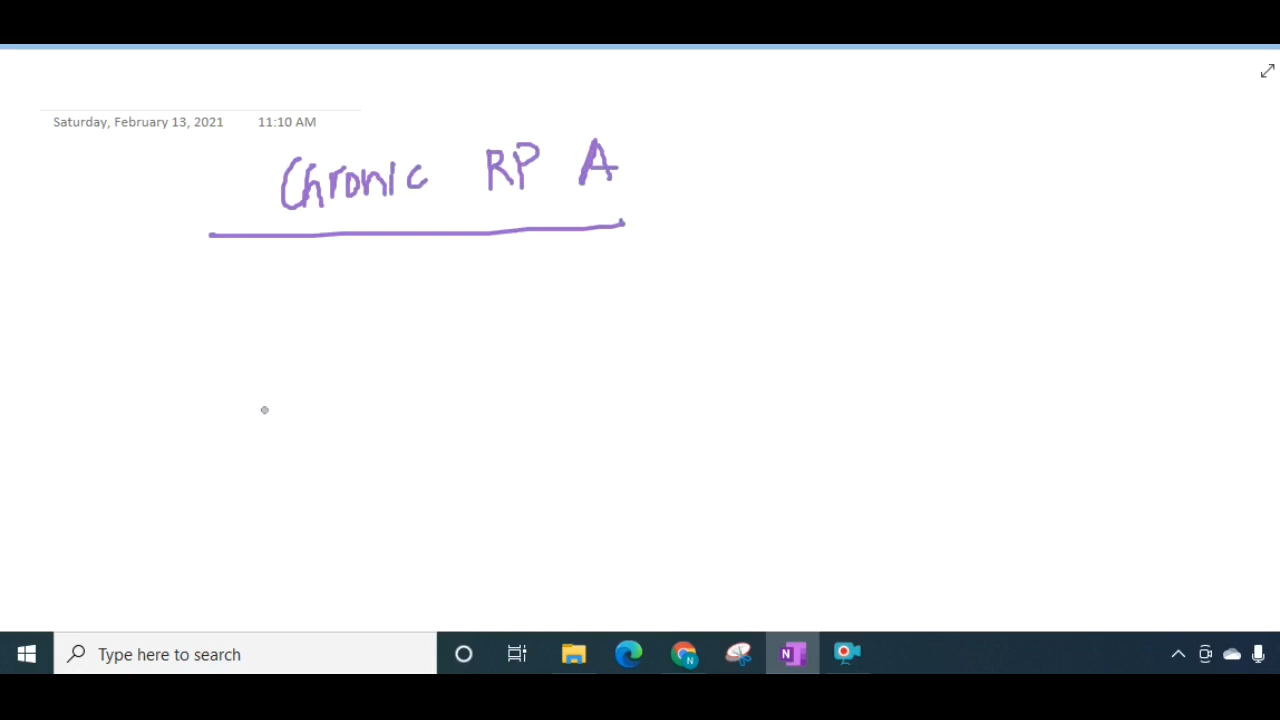 Saturday, February 13, 2021 11:10 AM
Chronic RP A
Type here to search